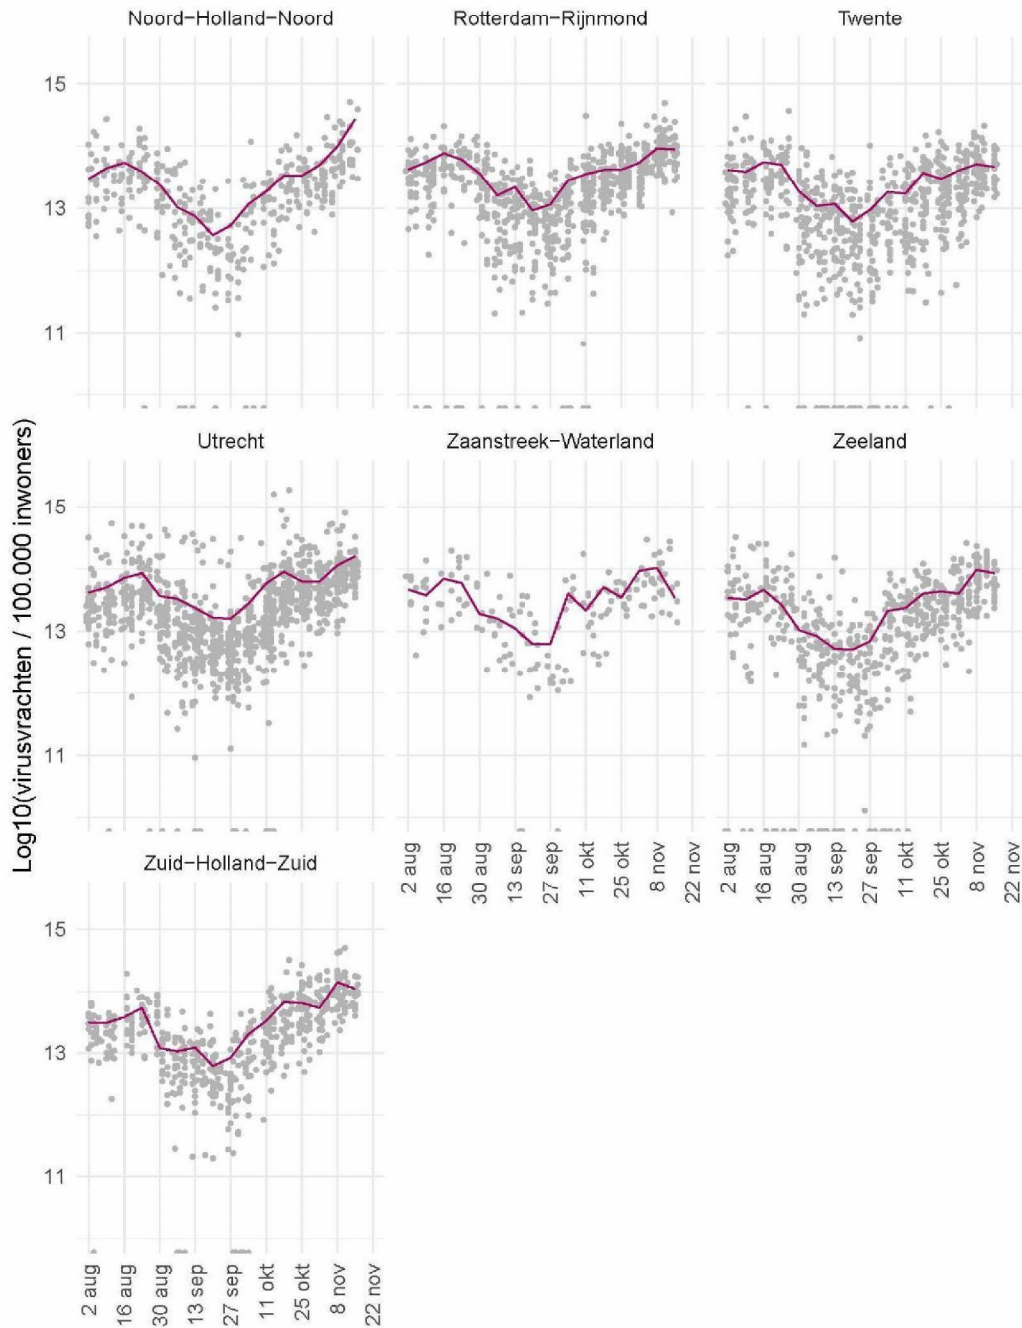 Noord-Holland-Noord
Rotterdam-Rijnmond
Twente
15
13
11
Log10(virusvrachten / 100.000 inwoners)
Utrecht
Zaanstreek-Waterland
Zeeland
15
13
11
2 aug
16 aug
30 aug
13 sep
27 sep
11 okt
25 okt
8 nov
22 nov
2 aug
16 aug
30 aug
13 sep
27 sep
11 okt
25 okt
8 nov
22 nov
Zuid-Holland-Zuid
15
13
11
2 aug
16 aug
30 aug
13 sep
27 sep
11 okt
25 okt
8 nov
22 nov